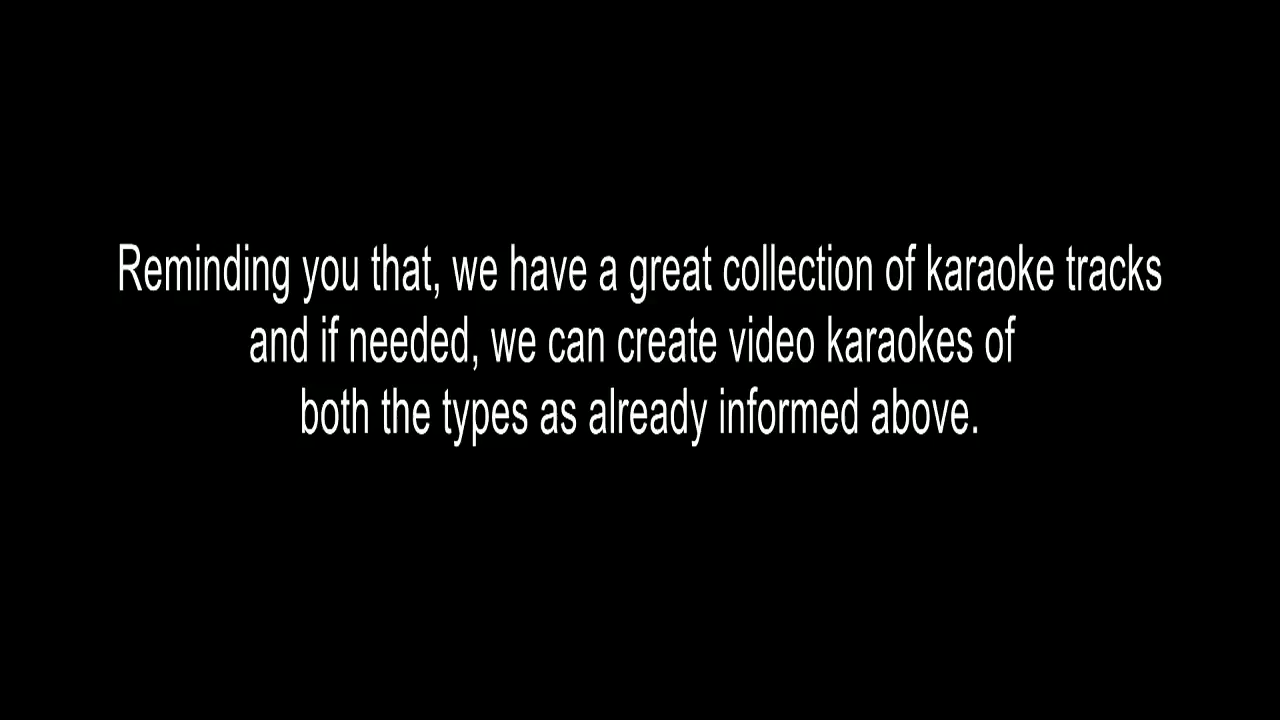 Reminding you that, we have a great collection of karaoke tracks
and if needed, we can create video karaokes of
both the types as already informed above.